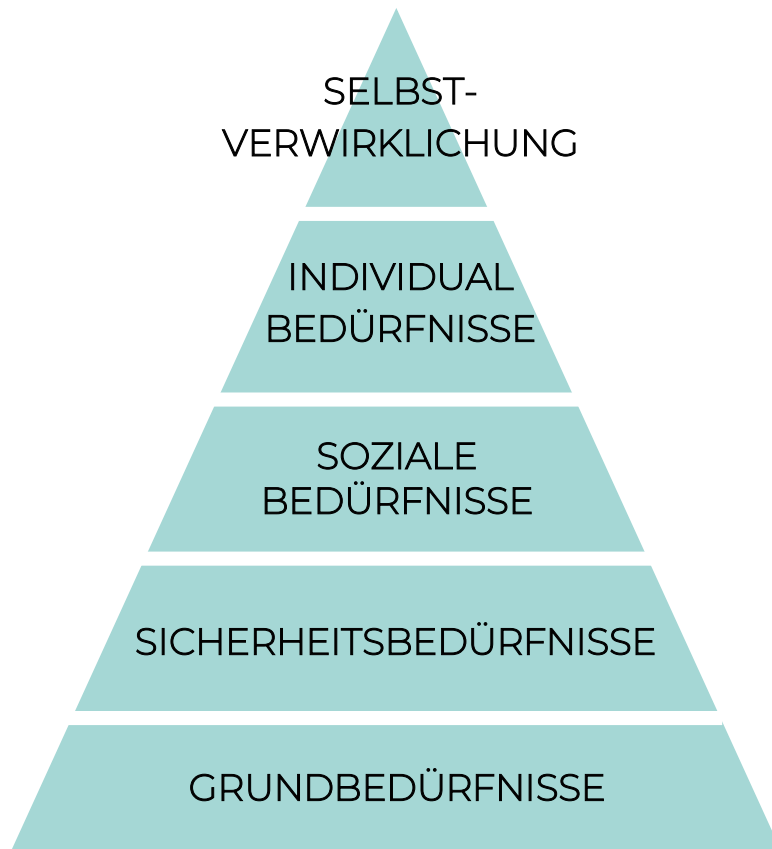 SELBST-
VERWIRKLICHUNG
INDIVIDUAL
BEDÜRFNISSE
SOZIALE
BEDÜRFNISSE
SICHERHEITSBEDÜRFNISSE
GRUNDBEDÜRFNISSE